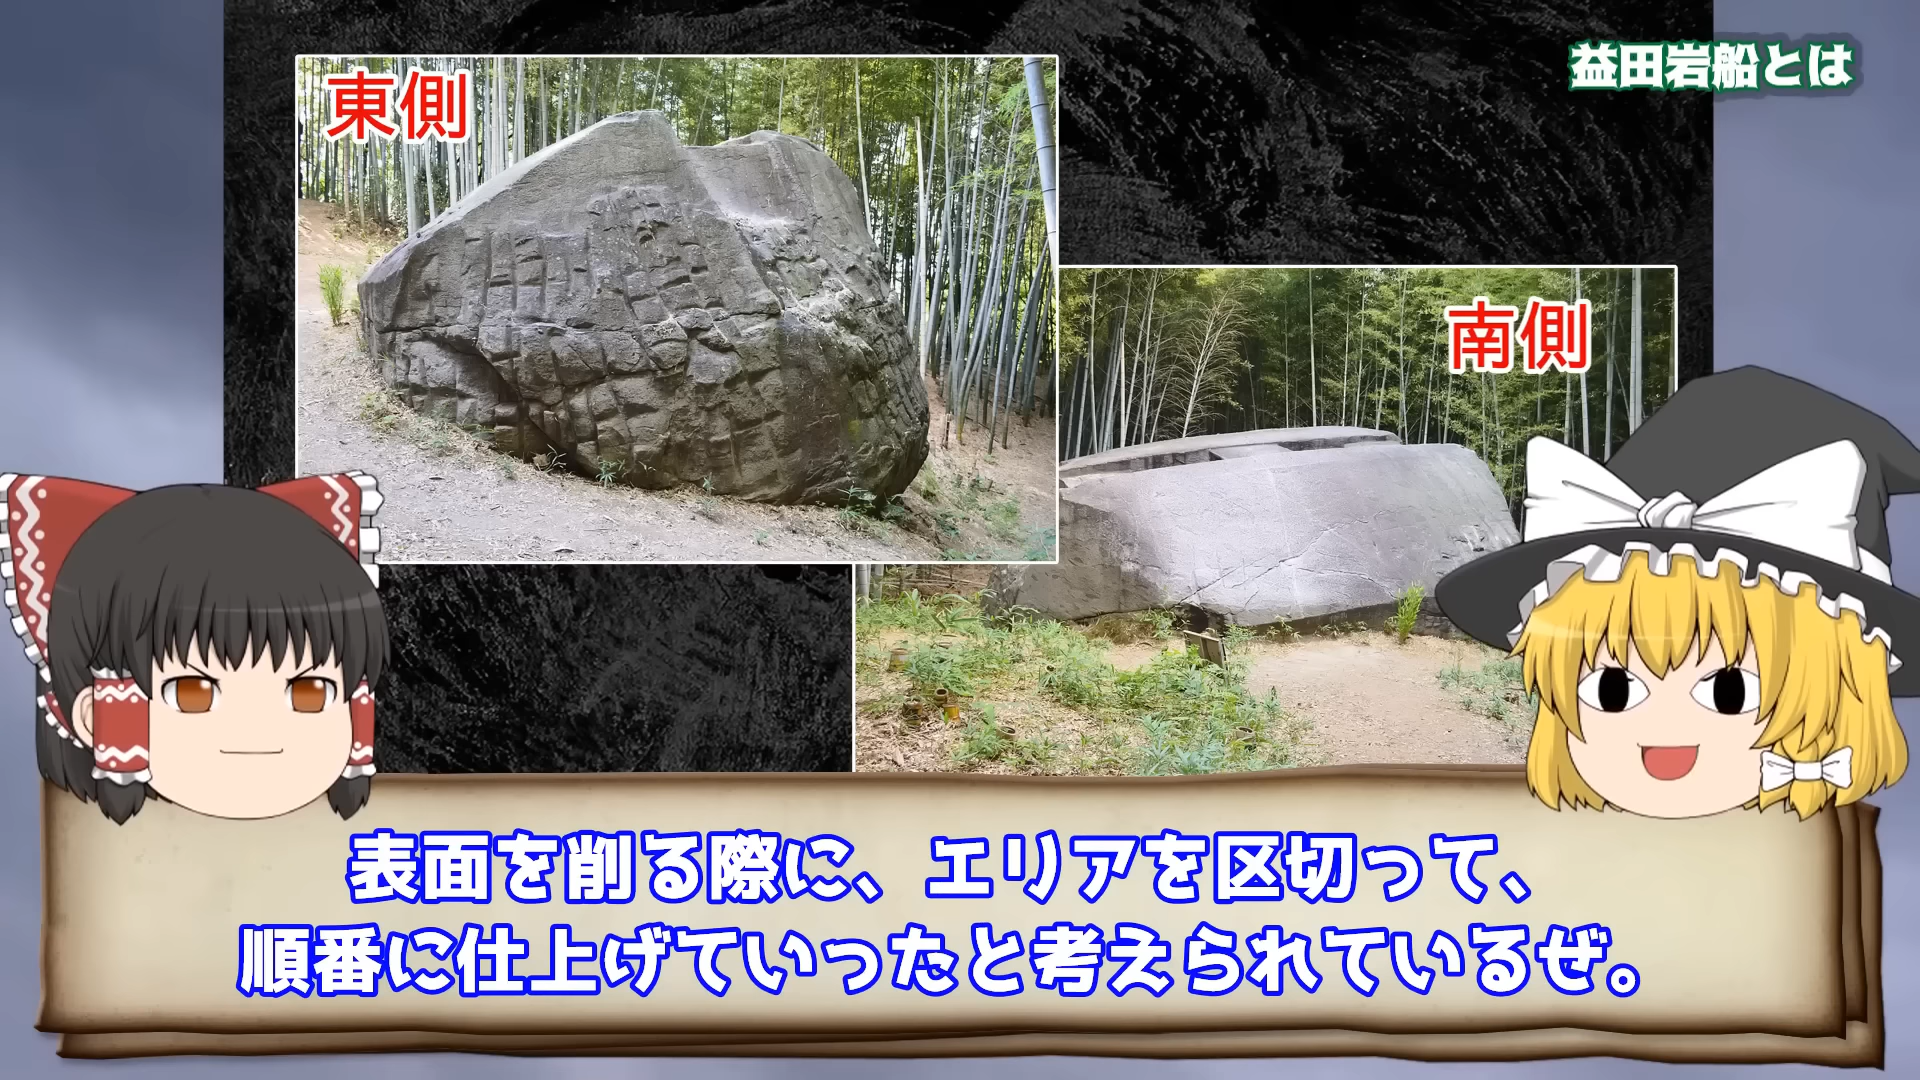 益田岩船とは
東側
南側
表面を削る際に、エリアを区切って、
順番に仕上げていったと考えられているぜ。